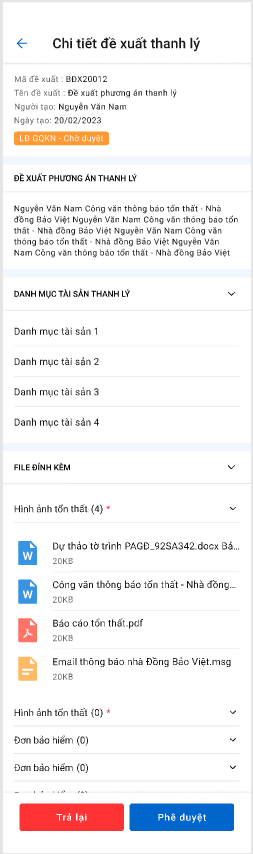 Chi tiết đề xuất thanh lý
Mã đề xuất : BĐX20012
Tên đề xuất : Đề xuất phương án thanh lý
Người tạo: Nguyễn Văn Nam
Ngày tạo: 20/02/2023
LĐ GQKN - Chờ duyệt
ĐỀ XUẤT PHƯƠNG ÁN THANH LÝ
Nguyễn Văn Nam Công văn thông báo tổn thất - Nhà
đồng Bảo Việt Nguyễn Văn Nam Công văn thông báo tổn
thất - Nhà đồng Bảo Việt Nguyễn Văn Nam Công văn
thông báo tổn thất - Nhà đồng Bảo Việt Nguyễn Văn
Nam Công văn thông báo tổn thất - Nhà đồng Bảo Việt
DANH MỤC TÀI SẢN THANH LÝ
Danh mục tài sản 1
Danh mục tài sản 2
Danh mục tài sản 3
Danh mục tài sản 4
FILE ĐÍNH KÈM
Hình ảnh tổn thất (4) *
Dự thảo tờ trình PAGĐ_92SA342.docx Bả...
20KB
Công văn thông báo tổn thất - Nhà đồng...
20KB
Báo cáo tổn thất.pdf
20KB
Email thông báo nhà Đồng Bảo Việt.msg
20KB
Hình ảnh tổn thất (0) *
Đơn bảo hiểm (0)
Đơn bảo hiểm (0)
Trả lại
Phê duyệt